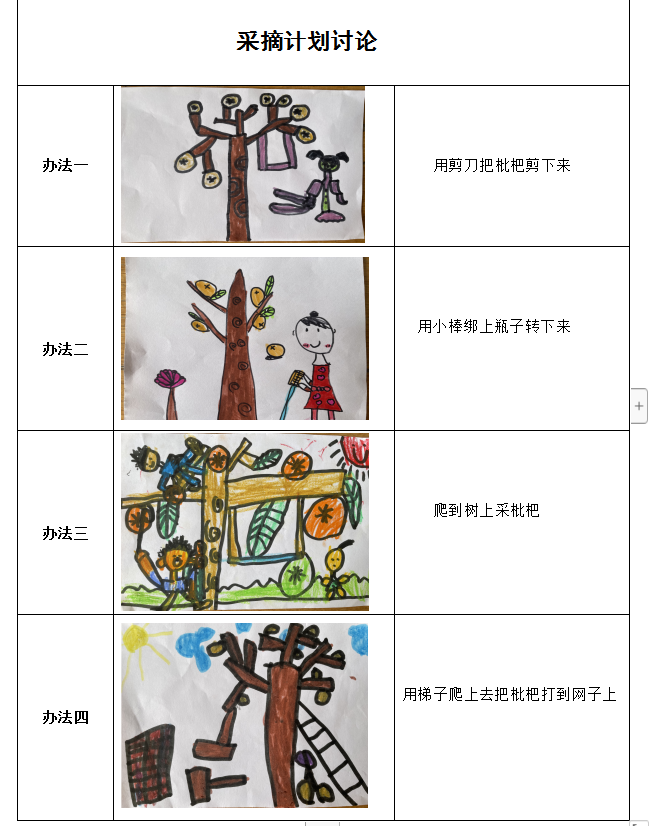 采摘计划讨论
办法一
用剪刀把枇杷剪下来
办法二
用小棒绑上瓶子转下来
办法三
爬到树上采枇杷
办法四
用梯子爬上去把枇杷打到网子上